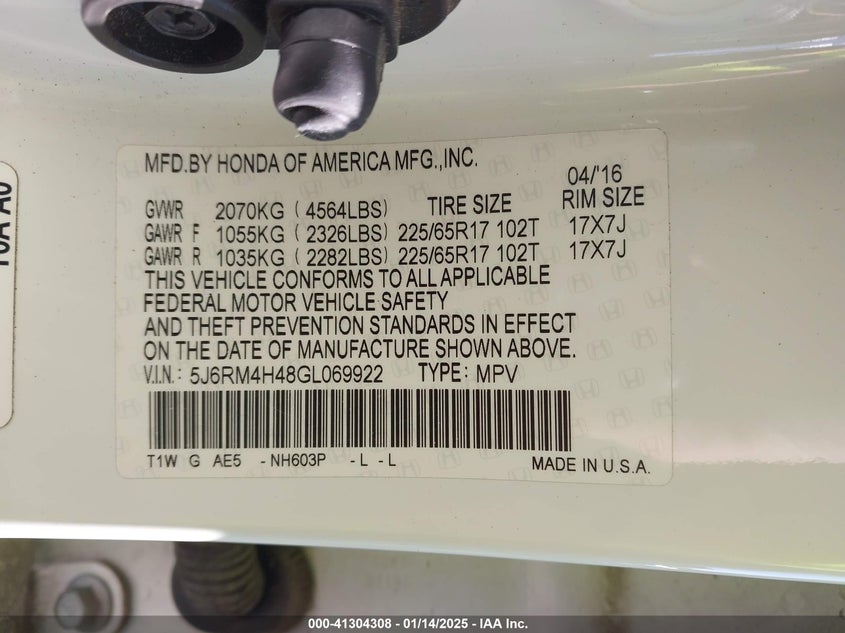 MFD.BY HONDA OF AMERICA MFG.,INC.
04/'16
GVWR 2070KG ( 4564LBS) TIRE SIZE RIM SIZE
GAWR F 1055KG ( 2326LBS) 225/65R17 102T 17X7J
GAWR R 1035KG ( 2282LBS) 225/65R17 102T 17X7J
THIS VEHICLE CONFORMS TO ALL APPLICABLE
FEDERAL MOTOR VEHICLE SAFETY
AND THEFT PREVENTION STANDARDS IN EFFECT
ON THE DATE OF MANUFACTURE SHOWN ABOVE.
V.I.N.: 5J6RM4H48GL069922 TYPE: MPV
T1W G AE5 -NH603P -L -L
MADE IN U.S.A.
000-41304308 - 01/14/2025 - IAA Inc.